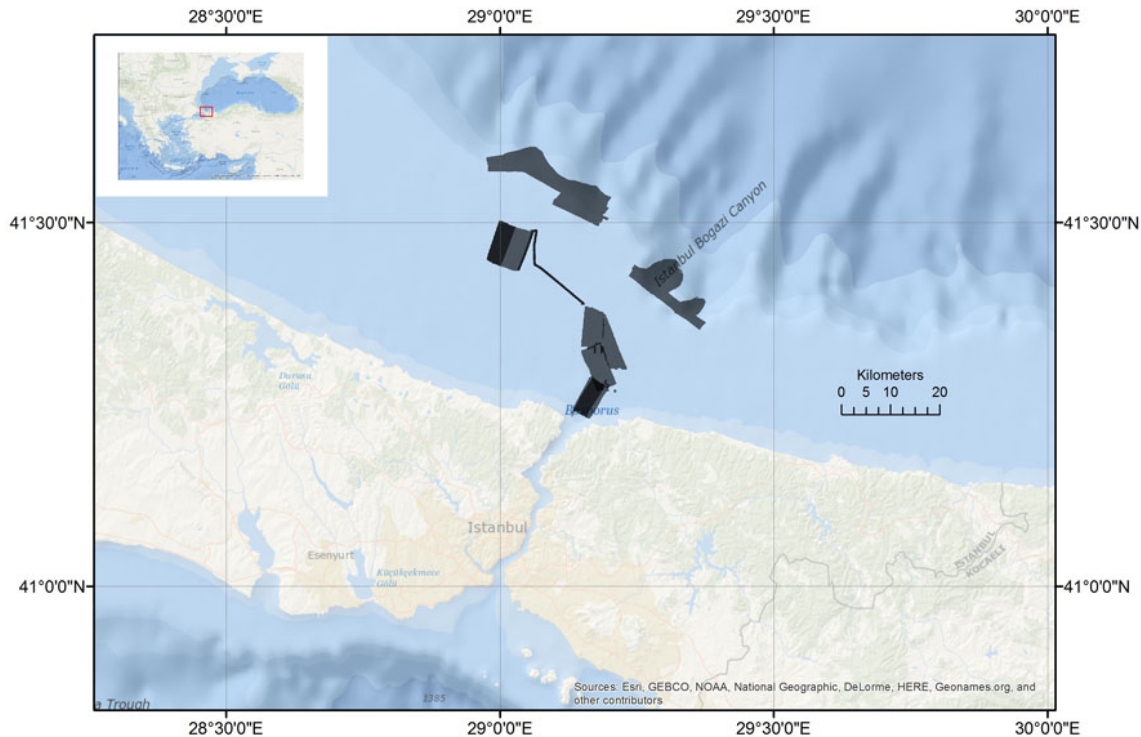 28°30'0"E
29°0'0"E
29°30'0"E
30°0'0"E
41°30'0"N
41°30'0"N
Istanbul Bogazi Canyon
Durusu
Gölü
Kilometers
0 5 10 20
Istanbul
Esenyurt
Küçükçekmece
Gölü
ISTANBUL
KOCAELI
41°0'0"N
41°0'0"N
Sources: Esri, GEBCO, NOAA, National Geographic, DeLorme, HERE, Geonames.org, and
other contributors
a Trough
1385
28°30'0"E
29°0'0"E
29°30'0"E
30°0'0"E